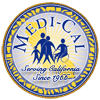 MEDI-CAL
Serving California
Since 1966